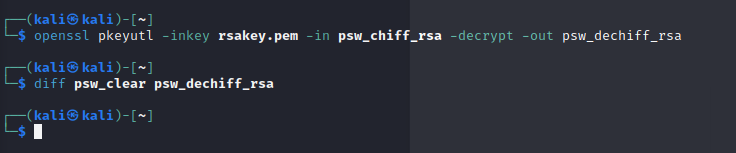 ┌──(kali㉿kali)-[~]
└─$ openssl pkeyutl -inkey rsakey.pem -in psw_chiff_rsa -decrypt -out psw_dechiff_rsa
┌──(kali㉿kali)-[~]
└─$ diff psw_clear psw_dechiff_rsa
┌──(kali㉿kali)-[~]
└─$